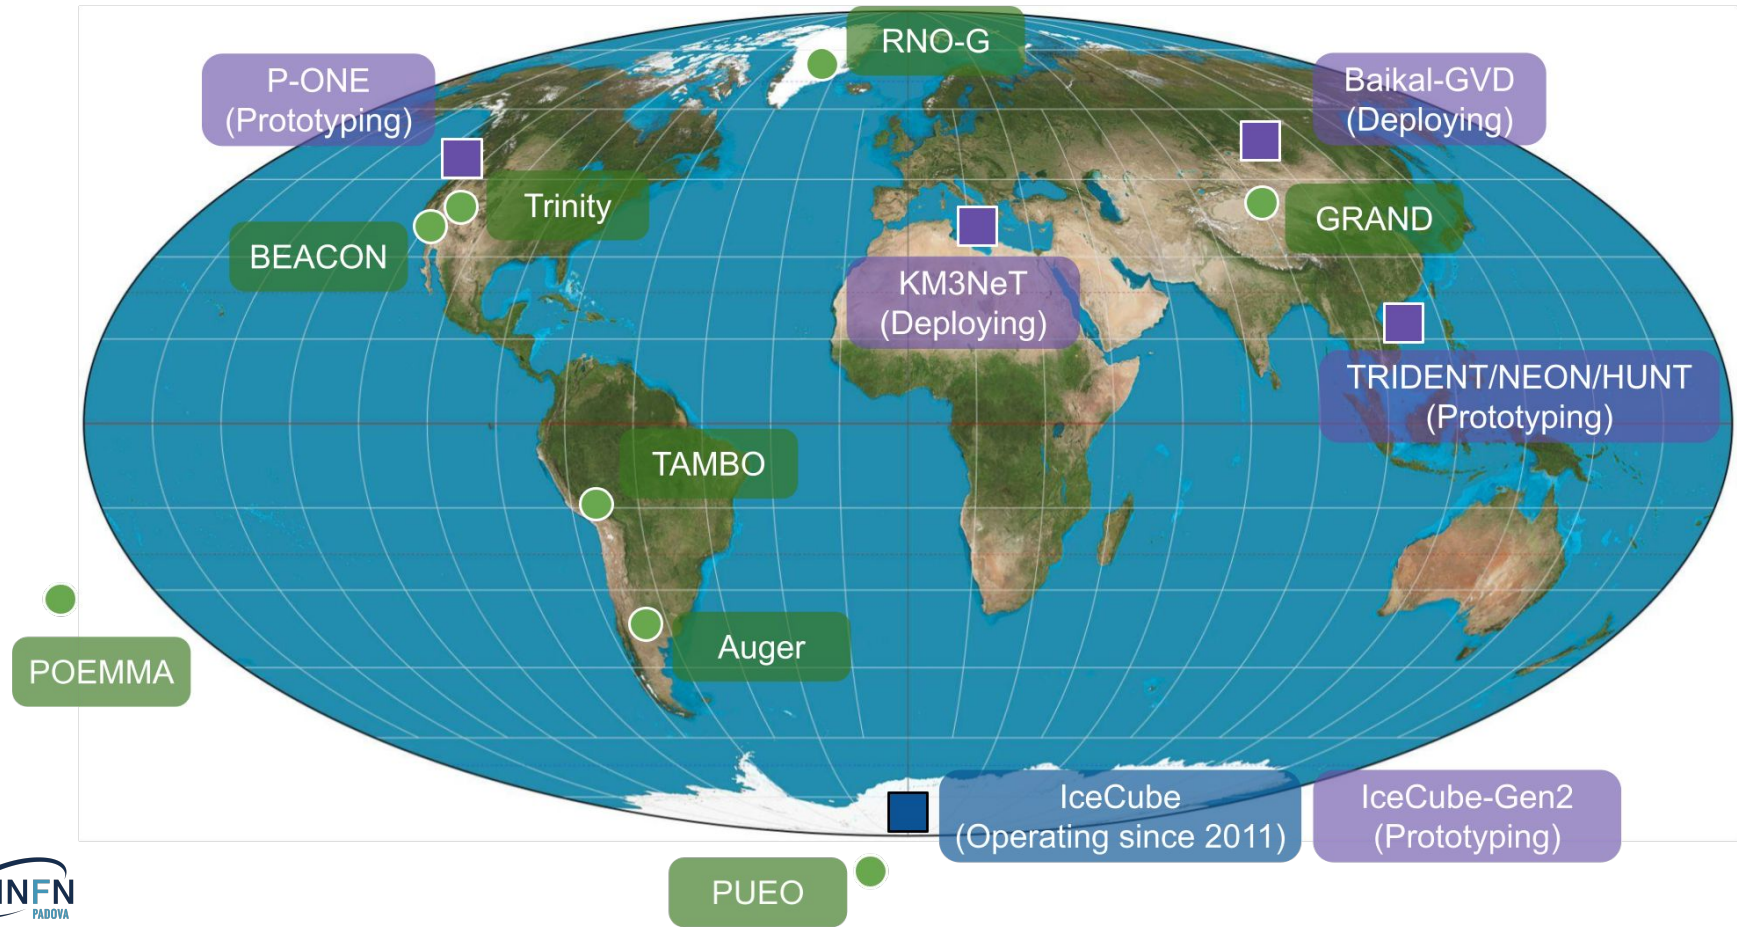 RNO-G
P-ONE
(Prototyping)
Baikal-GVD
(Deploying)
Trinity
GRAND
BEACON
KM3NeT
(Deploying)
TRIDENT/NEON/HUNT
(Prototyping)
TAMBO
Auger
POEMMA
IceCube
(Operating since 2011)
IceCube-Gen2
(Prototyping)
PUEO
INFN
PADOVA